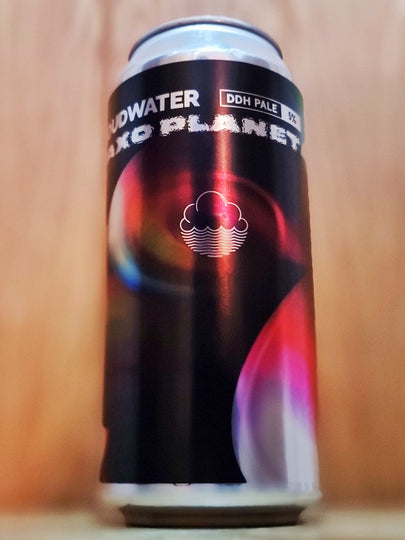 UDWATER
DDH PALE 5%
AXO PLANET